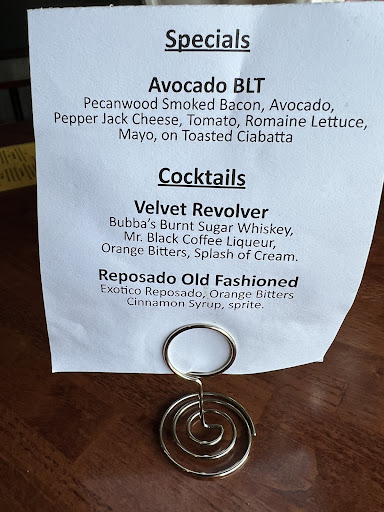 Specials
Avocado BLT
Pecanwood Smoked Bacon, Avocado,
Pepper Jack Cheese, Tomato, Romaine Lettuce,
Mayo, on Toasted Ciabatta
Cocktails
Velvet Revolver
Bubba's Burnt Sugar Whiskey,
Mr. Black Coffee Liqueur,
Orange Bitters, Splash of Cream.
Reposado Old Fashioned
Exotico Reposado, Orange Bitters
Cinnamon Syrup, sprite.